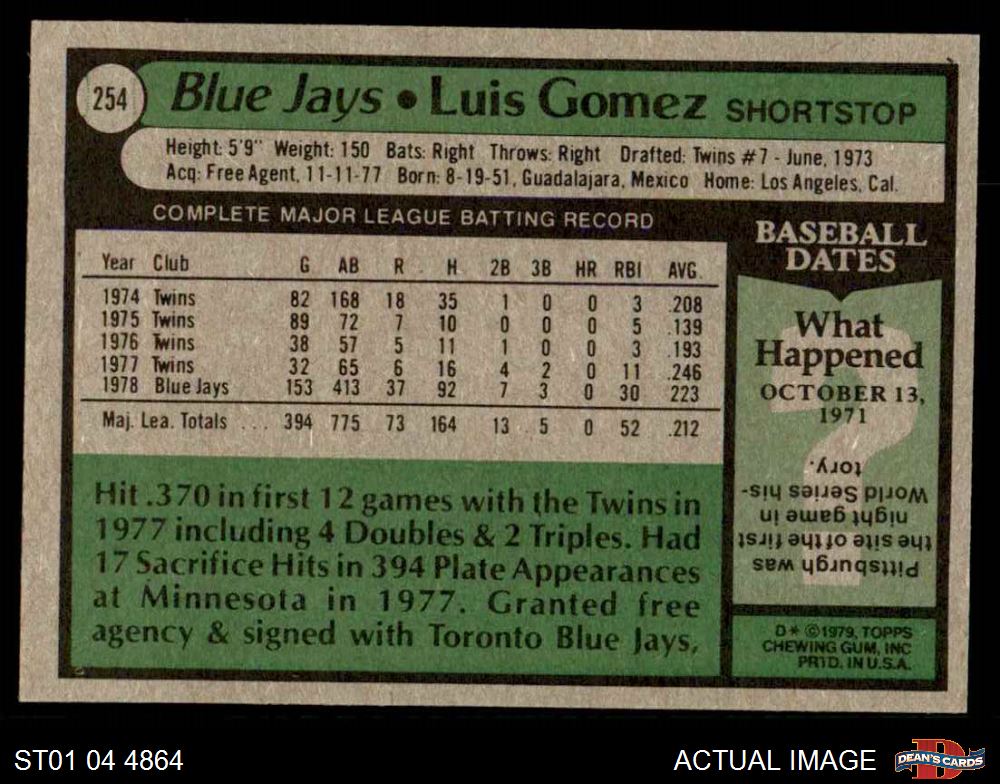 254
Blue Jays • Luis Gomez SHORTSTOP
Height: 5'9" Weight: 150 Bats: Right Throws: Right Drafted: Twins #7 - June, 1973
Acq: Free Agent, 11-11-77 Born: 8-19-51, Guadalajara, Mexico Home: Los Angeles, Cal.
COMPLETE MAJOR LEAGUE BATTING RECORD
Year Club G AB R H 2B 3B HR RBI AVG.
1974 Twins 82 168 18 35 1 0 0 3 .208
1975 Twins 89 72 7 10 0 0 0 5 .139
1976 Twins 38 57 5 11 1 0 0 3 .193
1977 Twins 32 65 6 16 4 2 0 11 .246
1978 Blue Jays 153 413 37 92 7 3 0 30 .223
Maj. Lea. Totals ... 394 775 73 164 13 5 0 52 .212
Hit .370 in first 12 games with the Twins in
1977 including 4 Doubles & 2 Triples. Had
17 Sacrifice Hits in 394 Plate Appearances
at Minnesota in 1977. Granted free
agency & signed with Toronto Blue Jays.
BASEBALL
DATES
What
Happened
OCTOBER 13,
1971
Pittsburgh was
the site of the first
night game in
World Series his-
tory.
D* ©1979, TOPPS
CHEWING GUM, INC
PRTD. IN U.S.A.
ST01 04 4864
ACTUAL IMAGE
DEAN'S CARDS